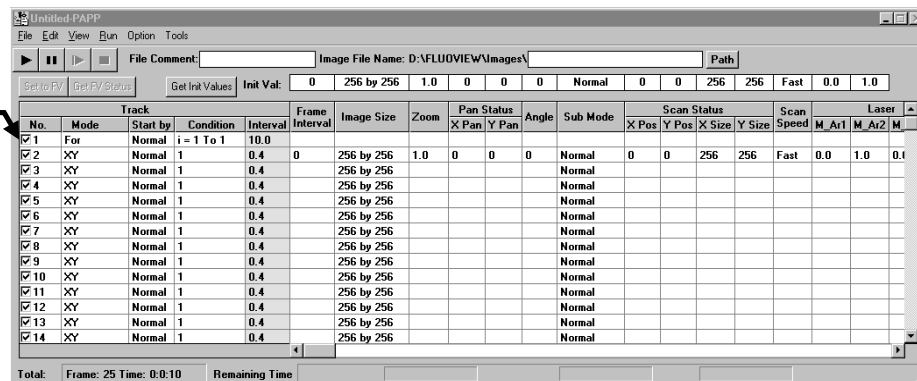 Untitled-PAPP
File Edit View Run Option Tools
File Comment: Image File Name: D:\FLUOVIEW\Images\ Path
Set to FV Get FV Status Get Init Values Init Val: 0 256 by 256 1.0 0 0 0 Normal 0 0 256 256 Fast 0.0 1.0
Track Frame Interval Image Size Zoom Pan Status Angle Sub Mode Scan Status Scan Speed Laser
No. Mode Start by Condition Interval X Pan Y Pan X Pos Y Pos X Size Y Size M_Ar1 M_Ar2 M_
1 For Normal i = 1 To 1 10.0
2 XY Normal 1 0.4 0 256 by 256 1.0 0 0 0 Normal 0 0 256 256 Fast 0.0 1.0 0.0
3 XY Normal 1 0.4 256 by 256 Normal
4 XY Normal 1 0.4 256 by 256 Normal
5 XY Normal 1 0.4 256 by 256 Normal
6 XY Normal 1 0.4 256 by 256 Normal
7 XY Normal 1 0.4 256 by 256 Normal
8 XY Normal 1 0.4 256 by 256 Normal
9 XY Normal 1 0.4 256 by 256 Normal
10 XY Normal 1 0.4 256 by 256 Normal
11 XY Normal 1 0.4 256 by 256 Normal
12 XY Normal 1 0.4 256 by 256 Normal
13 XY Normal 1 0.4 256 by 256 Normal
14 XY Normal 1 0.4 256 by 256 Normal
Total: Frame: 25 Time: 0:0:10 Remaining Time